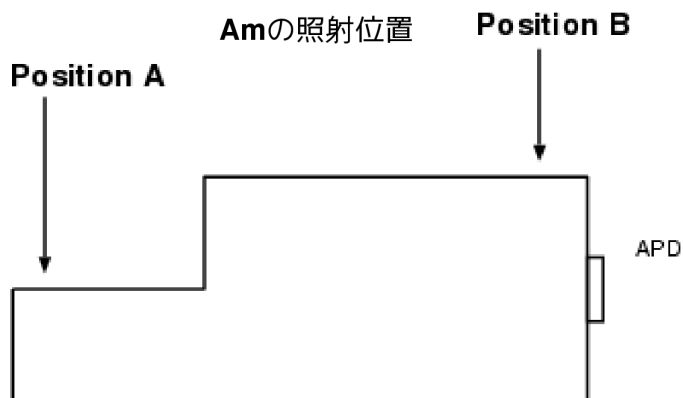 Amの照射位置
Position B
Position A
APD